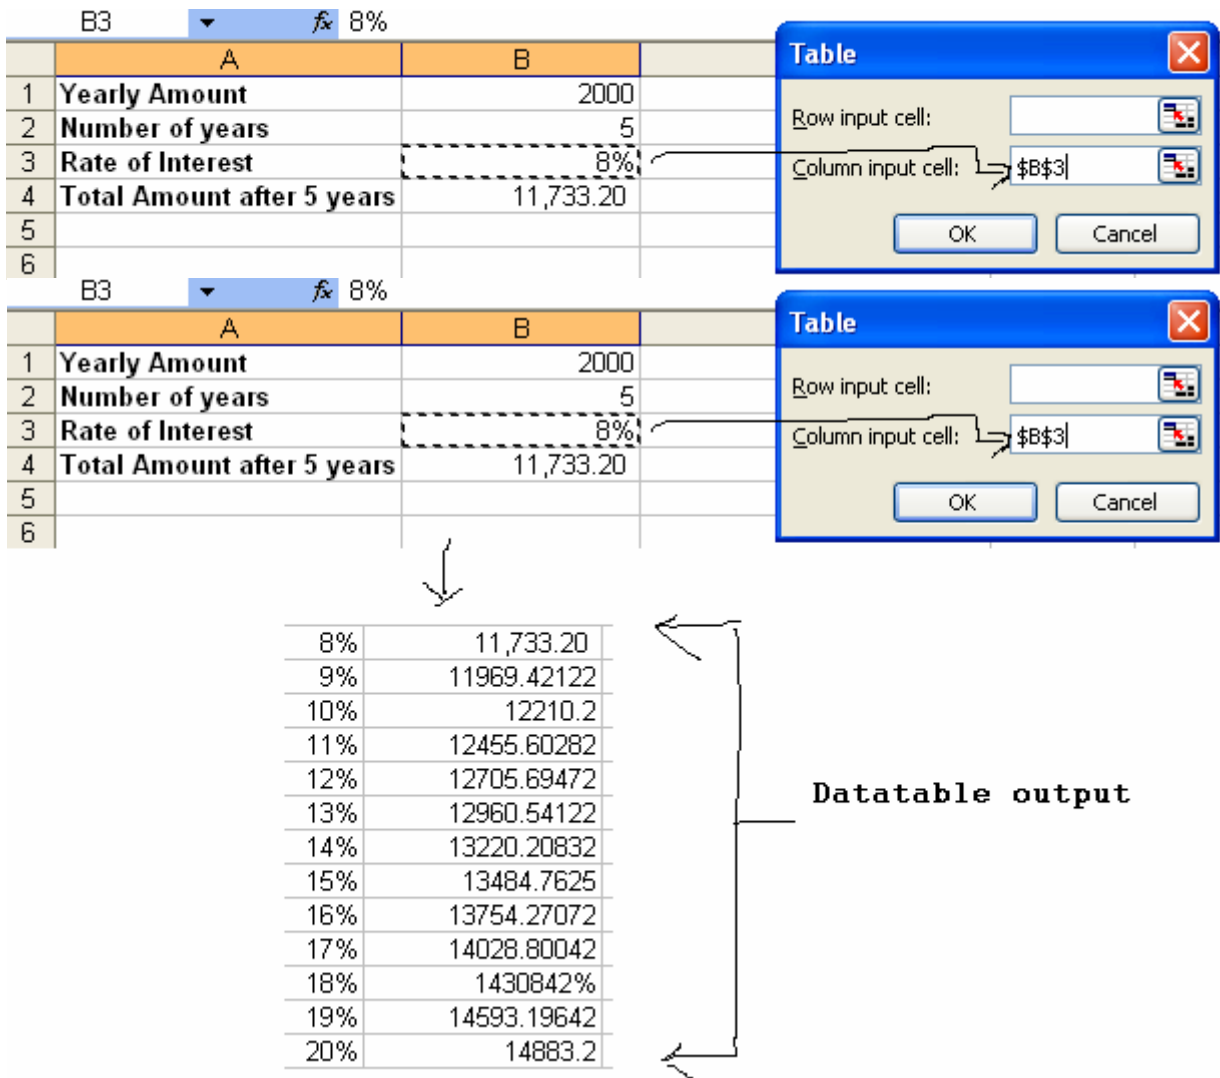 B3 fx 8%
A B
1 Yearly Amount 2000
2 Number of years 5
3 Rate of Interest 8%
4 Total Amount after 5 years 11,733.20
5
6
Table
Row input cell:
Column input cell: $B$3
OK Cancel
B3 fx 8%
A B
1 Yearly Amount 2000
2 Number of years 5
3 Rate of Interest 8%
4 Total Amount after 5 years 11,733.20
5
6
Table
Row input cell:
Column input cell: $B$3
OK Cancel
8% 11,733.20
9% 11969.42122
10% 12210.2
11% 12455.60282
12% 12705.69472
13% 12960.54122
14% 13220.20832
15% 13484.7625
16% 13754.27072
17% 14028.80042
18% 1430842%
19% 14593.19642
20% 14883.2
Datatable output